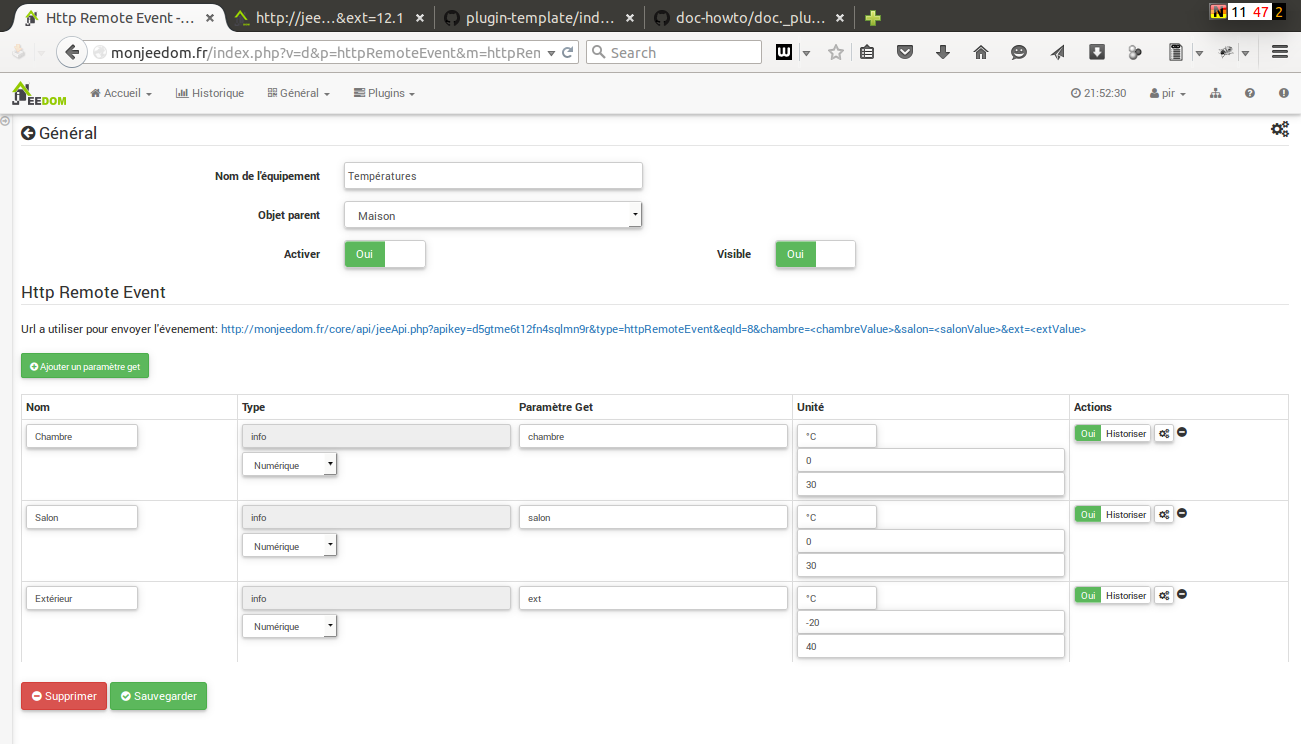 Http Remote Event -...
http://jee...&ext=12.1
plugin-template/ind...
doc-howto/doc._plu...
11 47 2
monjeedom.fr/index.php?v=d&p=httpRemoteEvent&m=httpRen
Search
JEEDOM
Accueil
Historique
Général
Plugins
21:52:30
pir
Général
Nom de l'équipement
Températures
Objet parent
Maison
Activer
Oui
Visible
Oui
Http Remote Event
Url a utiliser pour envoyer l'évenement: http://monjeedom.fr/core/api/jeeApi.php?apikey=d5gtme6t12fn4sqlmn9r&type=httpRemoteEvent&eqId=8&chambre=<chambreValue>&salon=<salonValue>&ext=<extValue>
Ajouter un paramètre get
Nom Type Paramètre Get Unité Actions
Chambre info chambre °C Oui Historiser
Numérique 0
30
Salon info salon °C Oui Historiser
Numérique 0
30
Extérieur info ext °C Oui Historiser
Numérique -20
40
Supprimer Sauvegarder